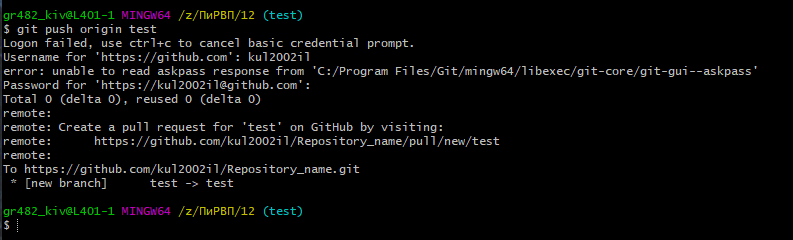 gr482_kiv@L401-1 MINGW64 /z/ПиРВП/12 (test)
$ git push origin test
Logon failed, use ctrl+c to cancel basic credential prompt.
Username for 'https://github.com': kul2002il
error: unable to read askpass response from 'C:/Program Files/Git/mingw64/libexec/git-core/git-gui--askpass'
Password for 'https://kul2002il@github.com':
Total 0 (delta 0), reused 0 (delta 0)
remote:
remote: Create a pull request for 'test' on GitHub by visiting:
remote:      https://github.com/kul2002il/Repository_name/pull/new/test
remote:
To https://github.com/kul2002il/Repository_name.git
 * [new branch]      test -> test
gr482_kiv@L401-1 MINGW64 /z/ПиРВП/12 (test)
$